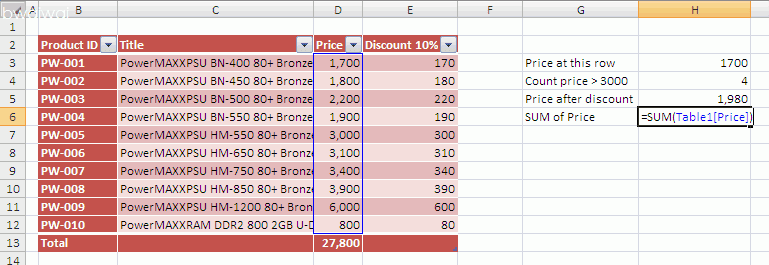 bwdlwal
A B C D E F G H
1
2 Product ID Title Price Discount 10%
3 PW-001 PowerMAXXPSU BN-400 80+ Bronze 1,700 170 Price at this row 1700
4 PW-002 PowerMAXXPSU BN-450 80+ Bronze 1,800 180 Count price > 3000 4
5 PW-003 PowerMAXXPSU BN-500 80+ Bronze 2,200 220 Price after discount 1,980
6 PW-004 PowerMAXXPSU BN-550 80+ Bronze 1,900 190 SUM of Price =SUM(Table1[Price])
7 PW-005 PowerMAXXPSU HM-550 80+ Bron 3,000 300
8 PW-006 PowerMAXXPSU HM-650 80+ Bron 3,100 310
9 PW-007 PowerMAXXPSU HM-750 80+ Bron 3,400 340
10 PW-008 PowerMAXXPSU HM-850 80+ Bron 3,900 390
11 PW-009 PowerMAXXPSU HM-1200 80+ Bron 6,000 600
12 PW-010 PowerMAXXRAM DDR2 800 2GB U-D 800 80
13 Total 27,800
14